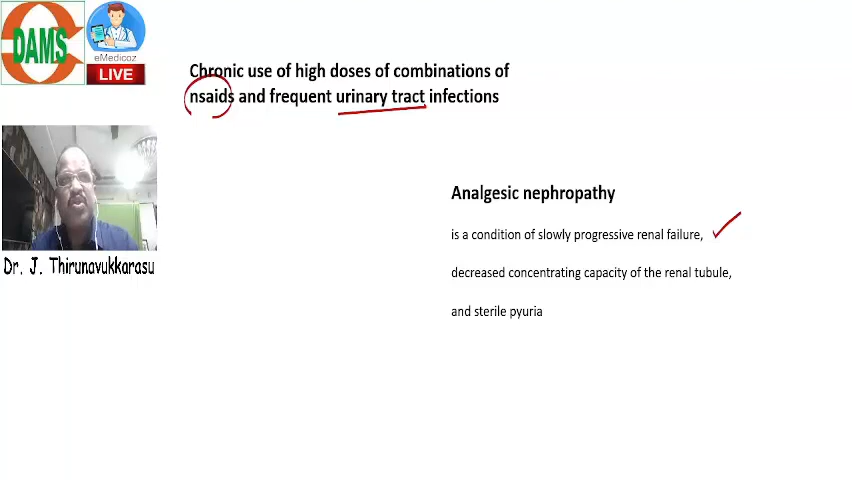 DAMS
eMedicoz
LIVE
Chronic use of high doses of combinations of
nsaids and frequent urinary tract infections
Dr. J. Thirunavukkarasu
Analgesic nephropathy
is a condition of slowly progressive renal failure,
decreased concentrating capacity of the renal tubule,
and sterile pyuria